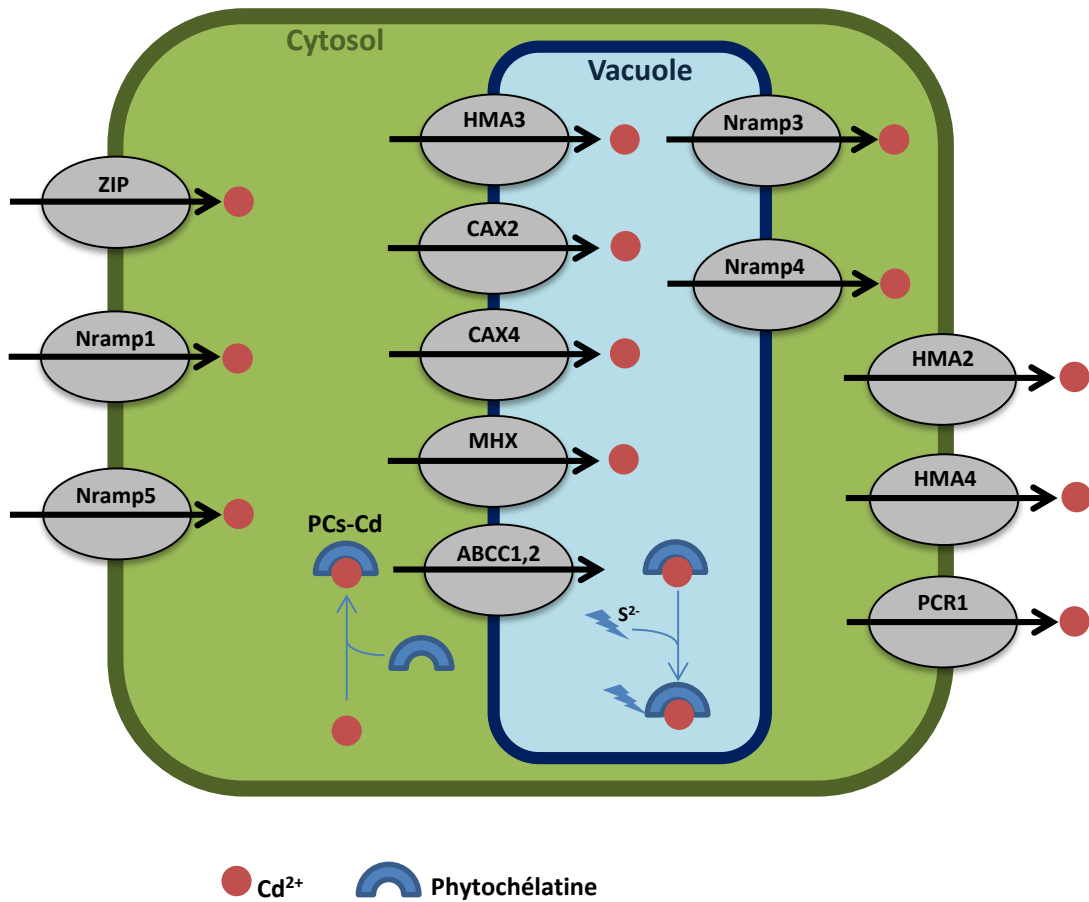 Cytosol
Vacuole
HMA3
Nramp3
ZIP
CAX2
Nramp4
Nramp1
CAX4
HMA2
MHX
HMA4
Nramp5
PCs-Cd
ABCC1,2
PCR1
S²⁻
Cd²⁺
Phytochélatine